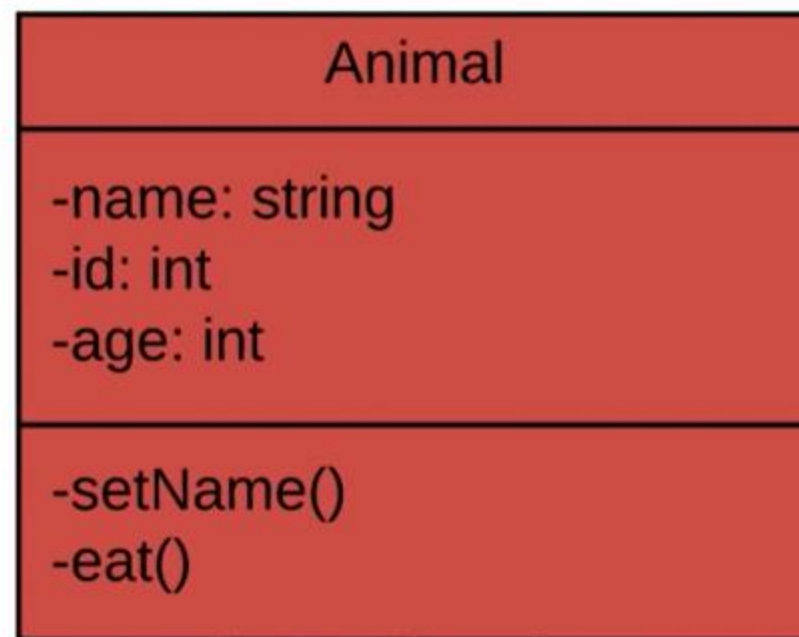 Animal
-name: string
-id: int
-age: int
-setName()
-eat()